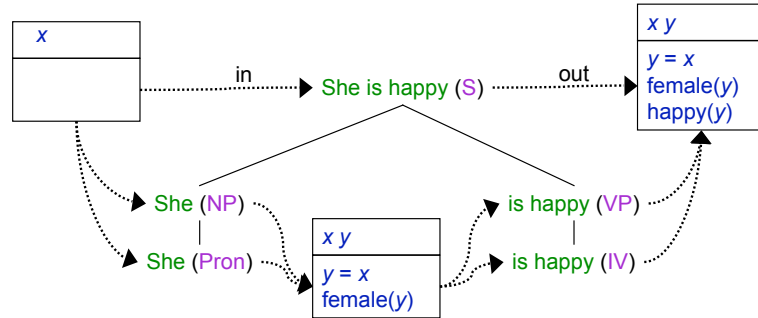 x
in
She is happy (S)
out
x y
y = x
female(y)
happy(y)
She (NP)
is happy (VP)
She (Pron)
x y
y = x
female(y)
is happy (IV)